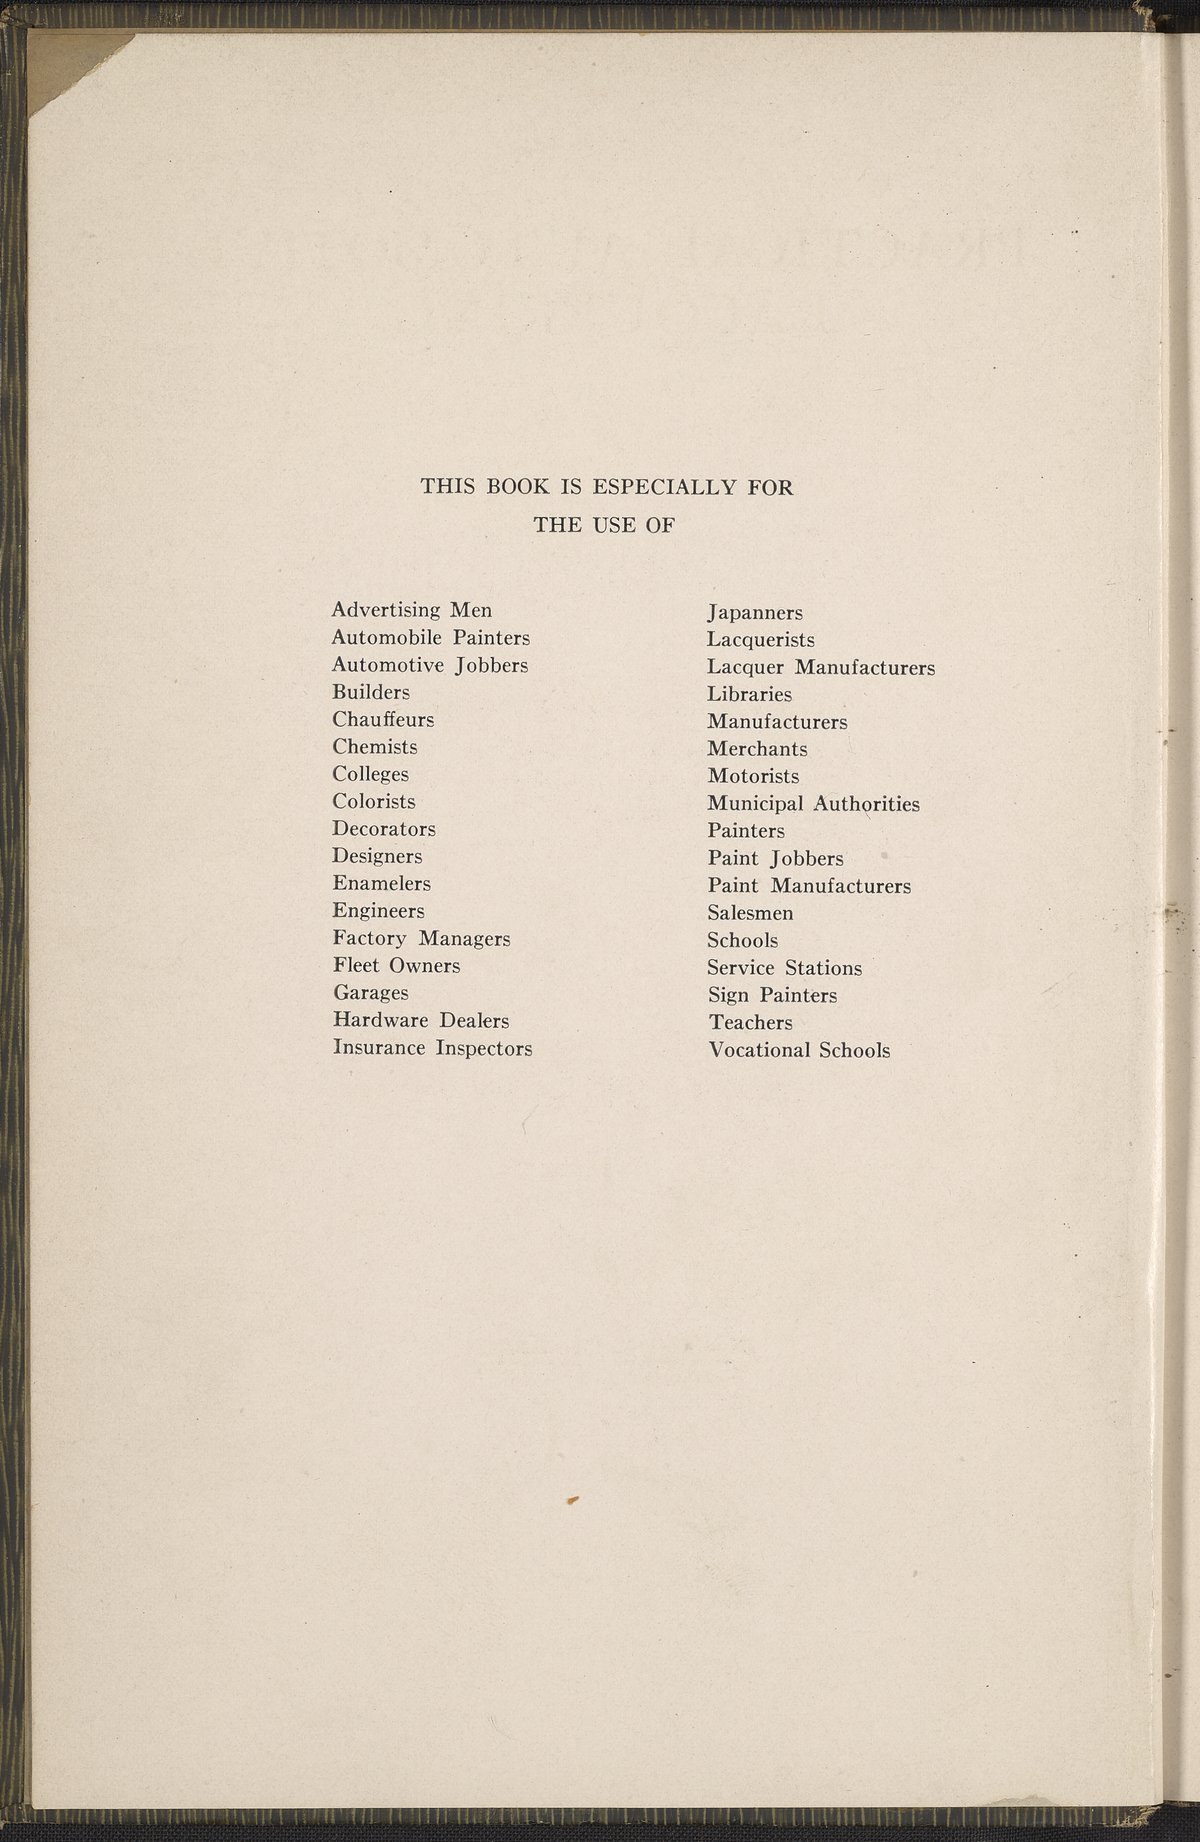 THIS BOOK IS ESPECIALLY FOR
THE USE OF
Advertising Men
Automobile Painters
Automotive Jobbers
Builders
Chauffeurs
Chemists
Colleges
Colorists
Decorators
Designers
Enamelers
Engineers
Factory Managers
Fleet Owners
Garages
Hardware Dealers
Insurance Inspectors
Japanners
Lacquerists
Lacquer Manufacturers
Libraries
Manufacturers
Merchants
Motorists
Municipal Authorities
Painters
Paint Jobbers
Paint Manufacturers
Salesmen
Schools
Service Stations
Sign Painters
Teachers
Vocational Schools